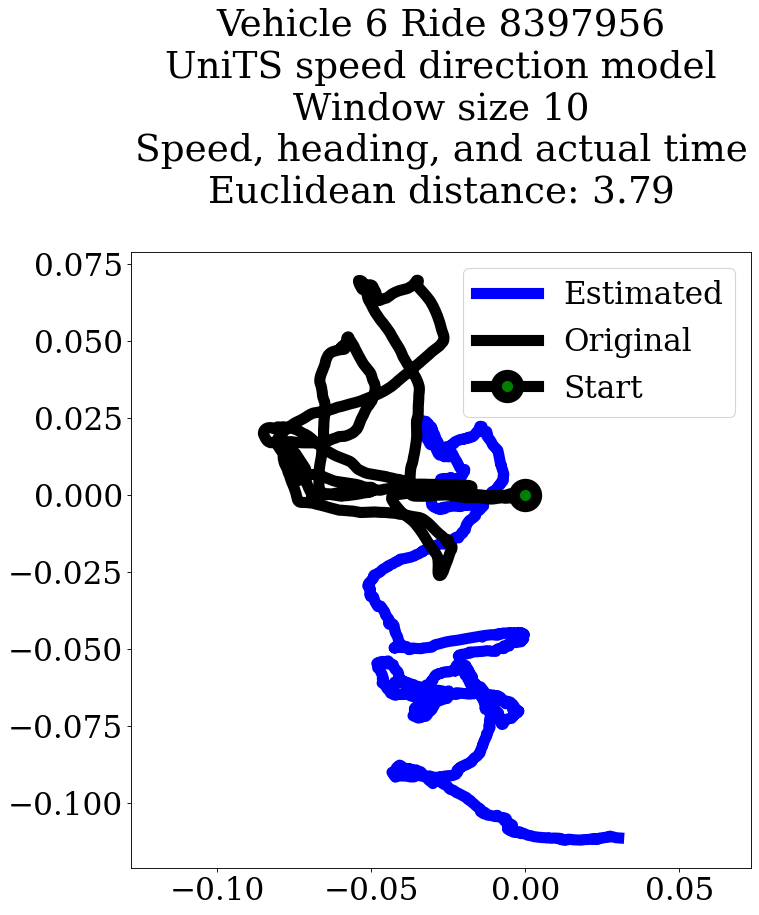 Vehicle 6 Ride 8397956
UniTS speed direction model
Window size 10
Speed, heading, and actual time
Euclidean distance: 3.79
0.075
0.050
0.025
0.000
−0.025
−0.050
−0.075
−0.100
Estimated
Original
Start
−0.10
−0.05
0.00
0.05